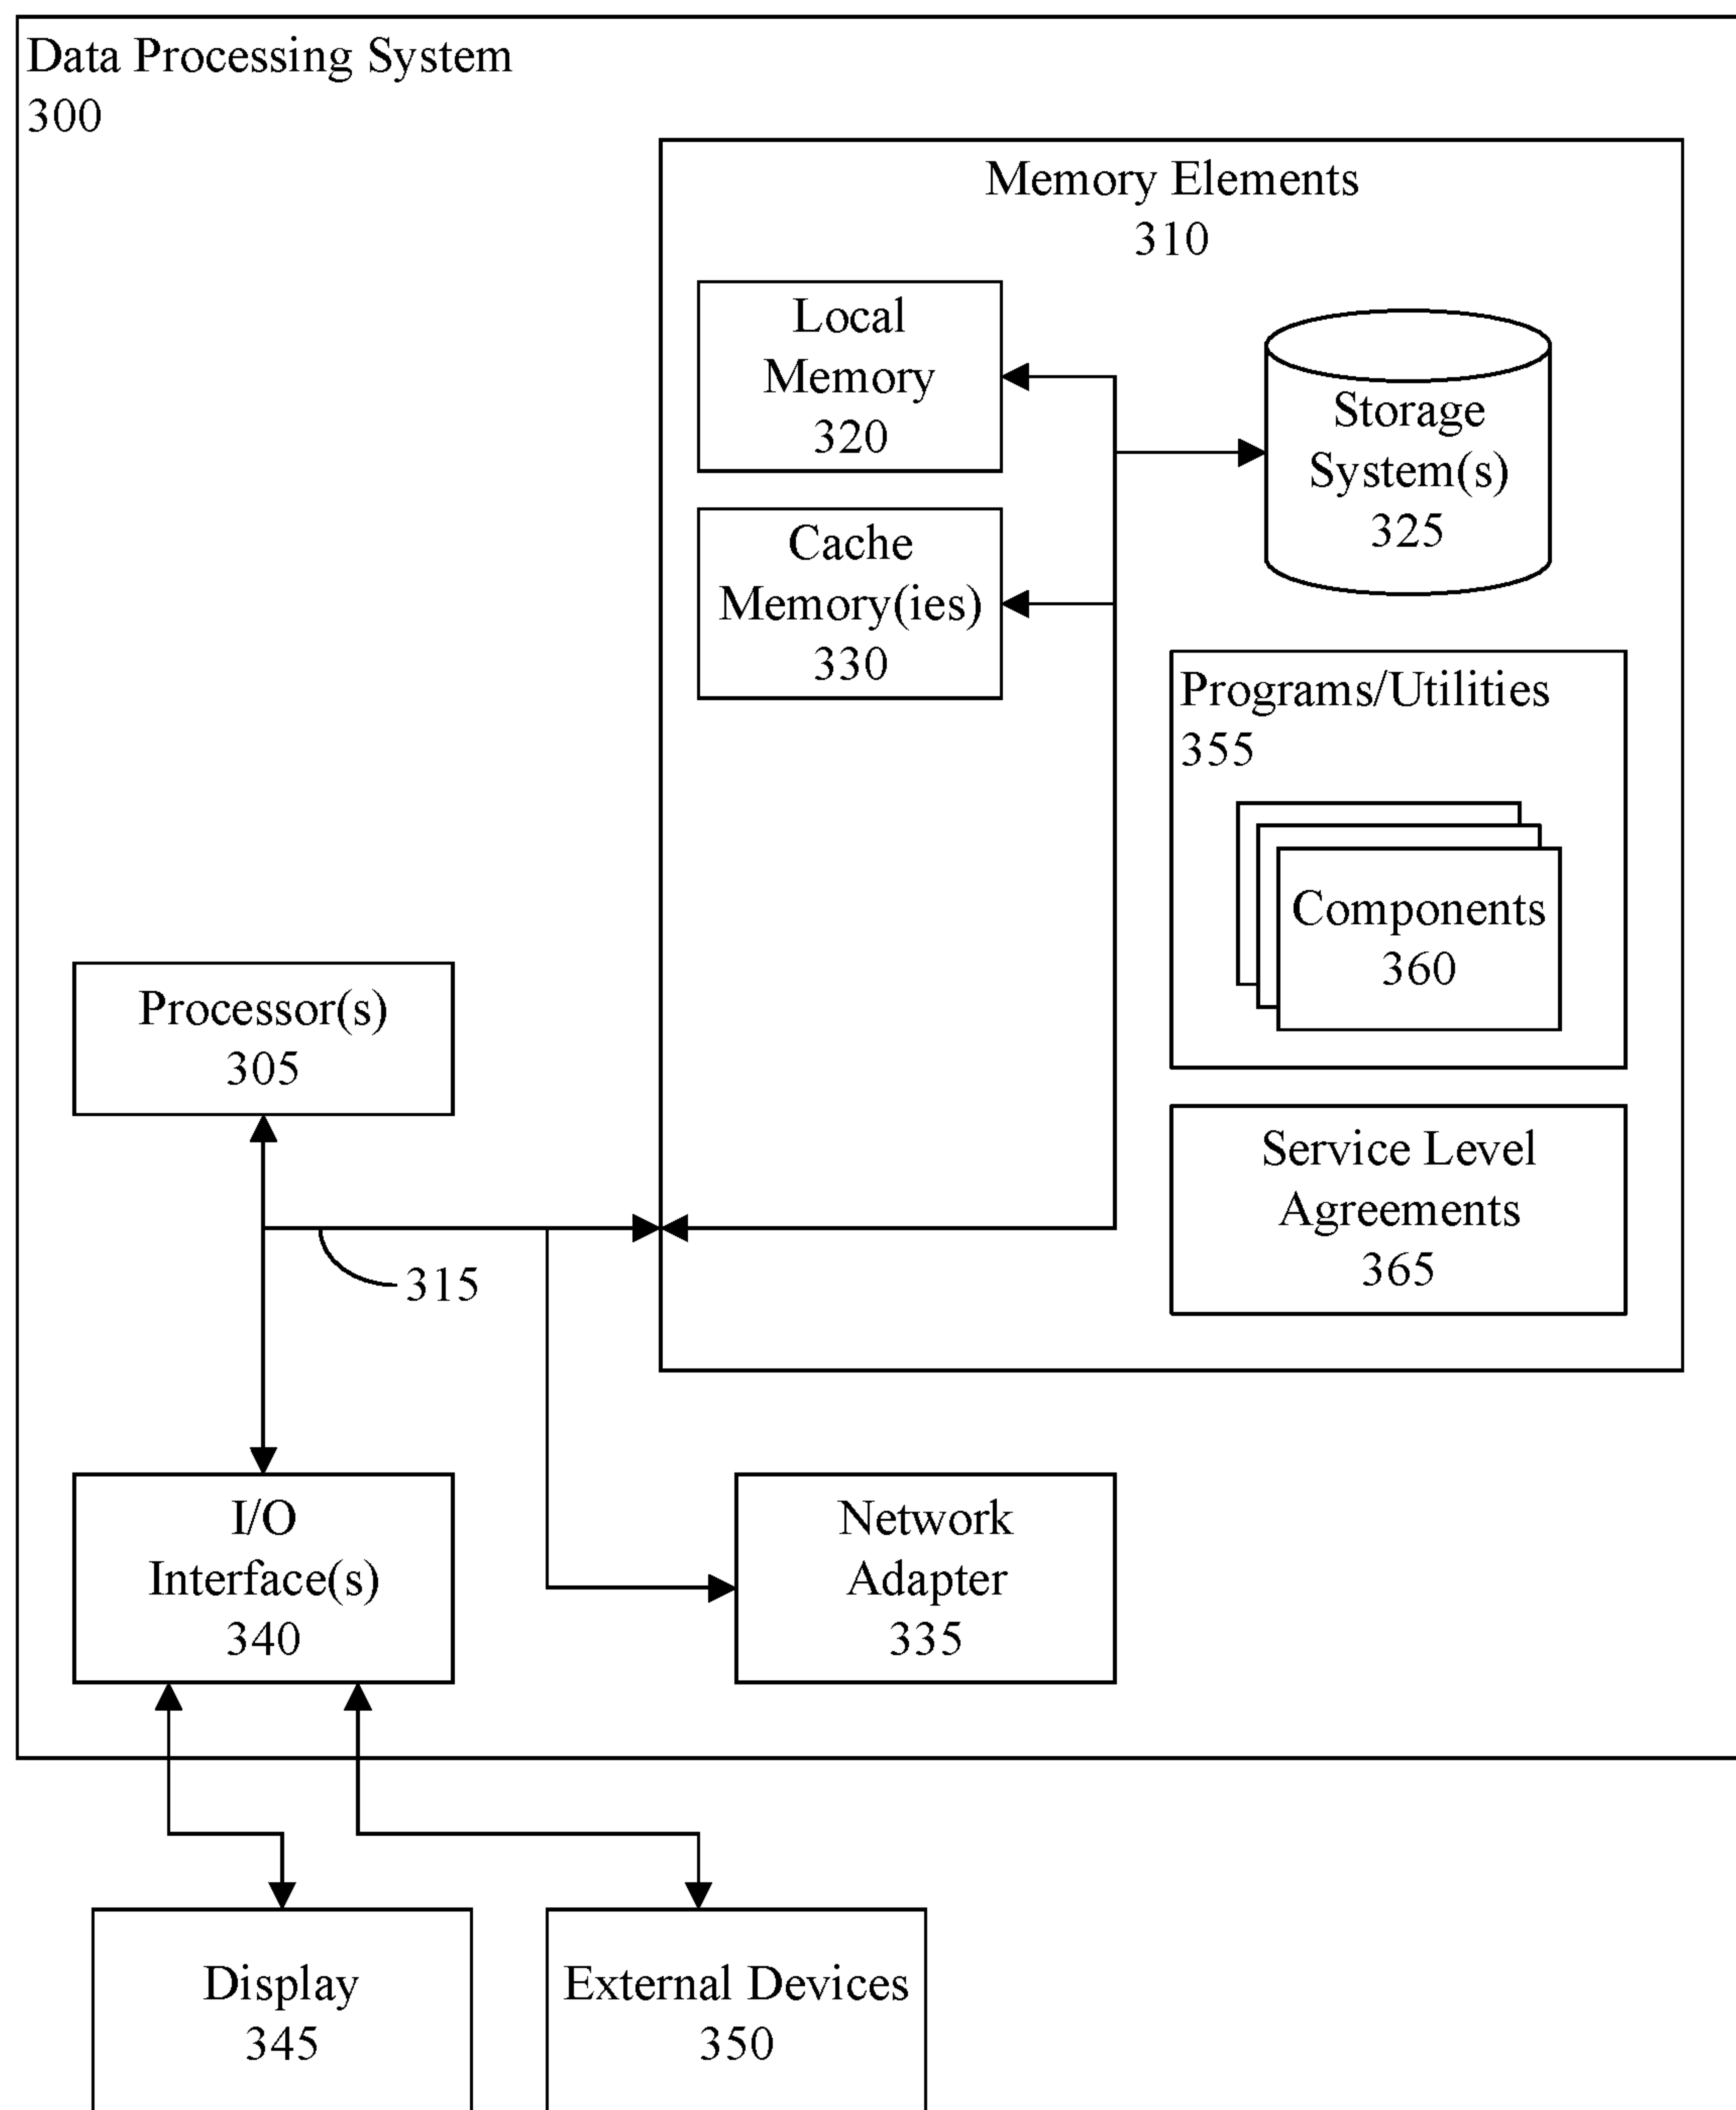 Data Processing System
300
Memory Elements
310
Local
Memory
320
Storage
System(s)
325
Cache
Memory(ies)
330
Programs/Utilities
355
Components
360
Processor(s)
305
Service Level
Agreements
365
315
I/O
Interface(s)
340
Network
Adapter
335
Display
345
External Devices
350